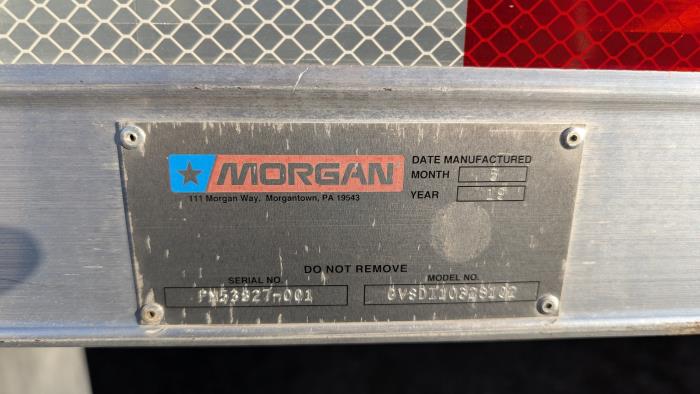 MORGAN
111 Morgan Way, Morgantown, PA 19543
DATE MANUFACTURED
MONTH 3
YEAR 19
DO NOT REMOVE
SERIAL NO.
MODEL NO.